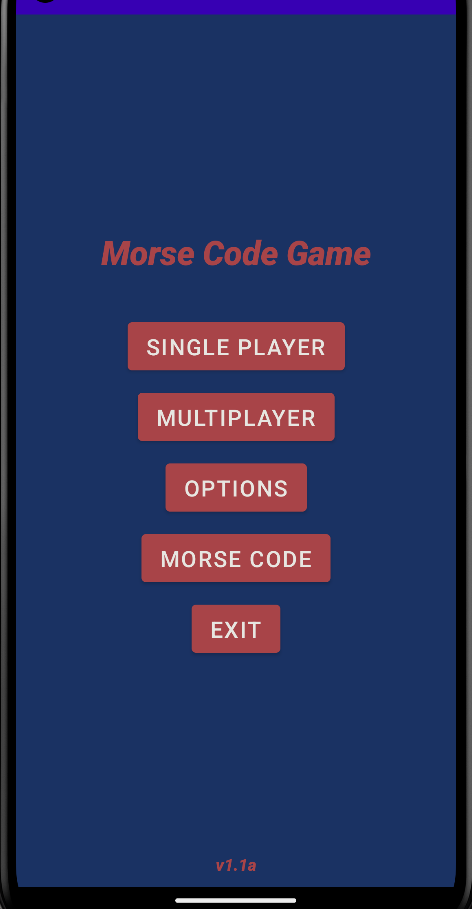 Morse Code Game
SINGLE PLAYER
MULTIPLAYER
OPTIONS
MORSE CODE
EXIT
v1.1a